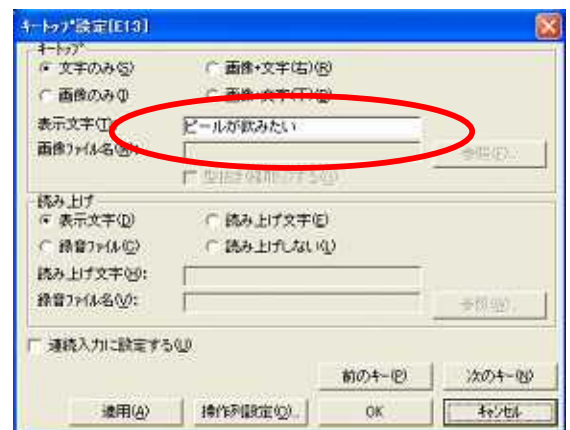 キートップ設定[E13]
キートップ
文字のみ(S) 画像+文字(右)(R)
画像のみ(I) 画像+文字(下)(B)
表示文字(T):
ビールが飲みたい
画像ファイル名(M): 参照(F)...
読み上げ
表示文字(D) 読み上げ文字(E)
録音ファイル(C) 読み上げしない(L)
読み上げ文字(H):
録音ファイル名(V): 参照(W)...
連続入力に設定する(U)
前のキー(P) 次のキー(N)
適用(A) 操作列設定(O)... OK キャンセル